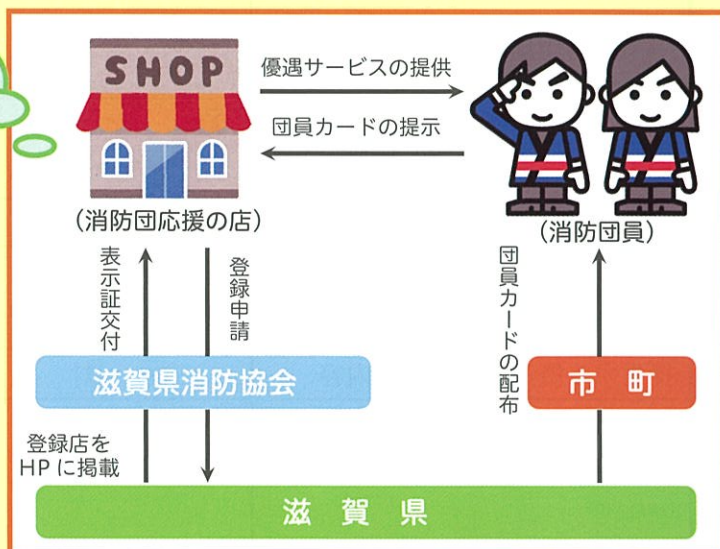 SHOP
優遇サービスの提供
団員カードの提示
(消防団応援の店)
(消防団員)
表示証交付
登録申請
団員カードの配布
滋賀県消防協会
市 町
登録店を
HPに掲載
滋 賀 県